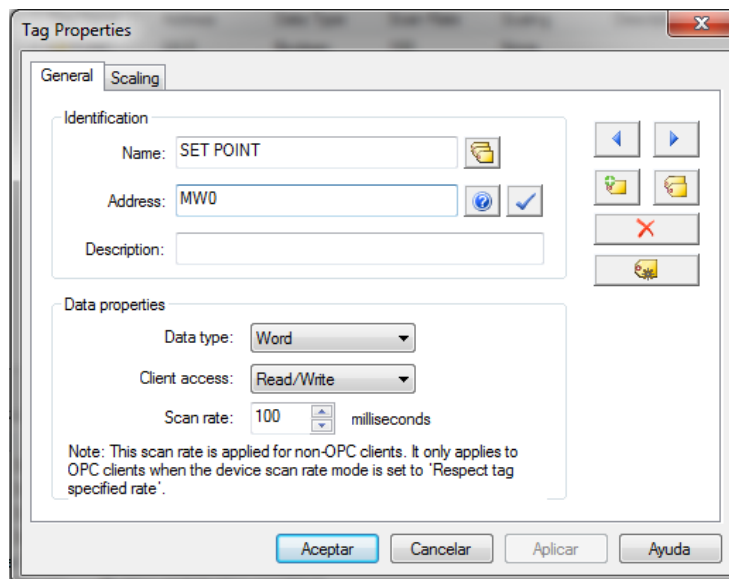 Tag Properties
General Scaling
Identification
Name: SET POINT
Address: MW0
Description:
Data properties
Data type: Word
Client access: Read/Write
Scan rate: 100 milliseconds
Note: This scan rate is applied for non-OPC clients. It only applies to
OPC clients when the device scan rate mode is set to 'Respect tag
specified rate'.
Aceptar Cancelar Aplicar Ayuda